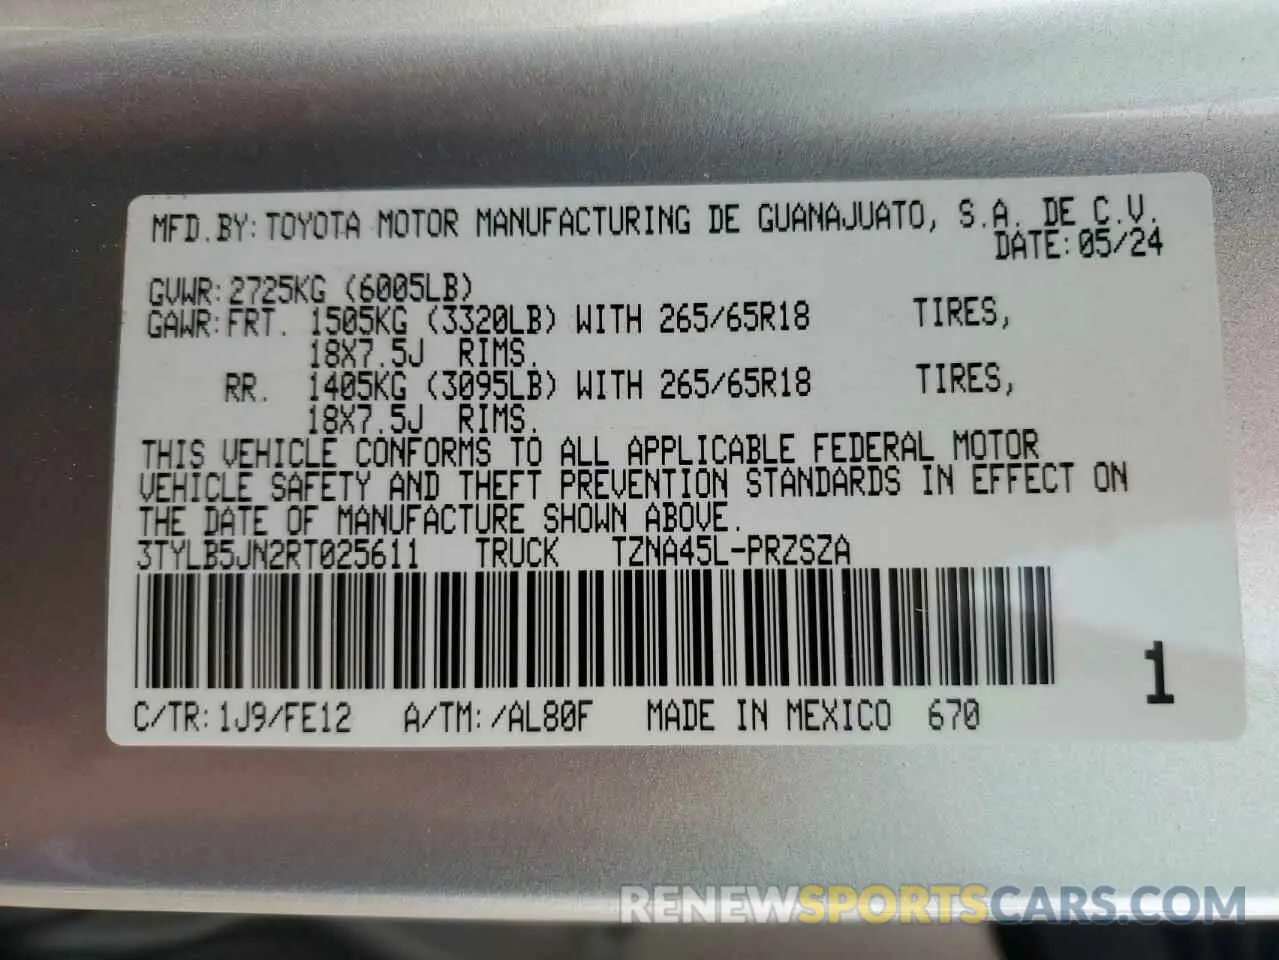 MFD.BY: TOYOTA MOTOR MANUFACTURING DE GUANAJUATO, S.A. DE C.V.
DATE: 05/24
GVWR: 2725KG (6005LB)
GAWR: FRT. 1505KG (3320LB) WITH 265/65R18 TIRES,
18X7.5J RIMS.
RR. 1405KG (3095LB) WITH 265/65R18 TIRES,
18X7.5J RIMS.
THIS VEHICLE CONFORMS TO ALL APPLICABLE FEDERAL MOTOR
VEHICLE SAFETY AND THEFT PREVENTION STANDARDS IN EFFECT ON
THE DATE OF MANUFACTURE SHOWN ABOVE.
3TYLB5JN2RT025611 TRUCK TZNA45L-PRZSZA
1
C/TR: 1J9/FE12 A/TM: /AL80F MADE IN MEXICO 670
RENEWSPORTSCARS.COM